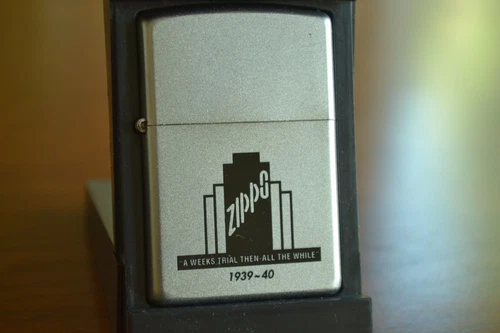 ZIPPO
"A WEEKS TRIAL THEN-ALL THE WHILE"
1939~40